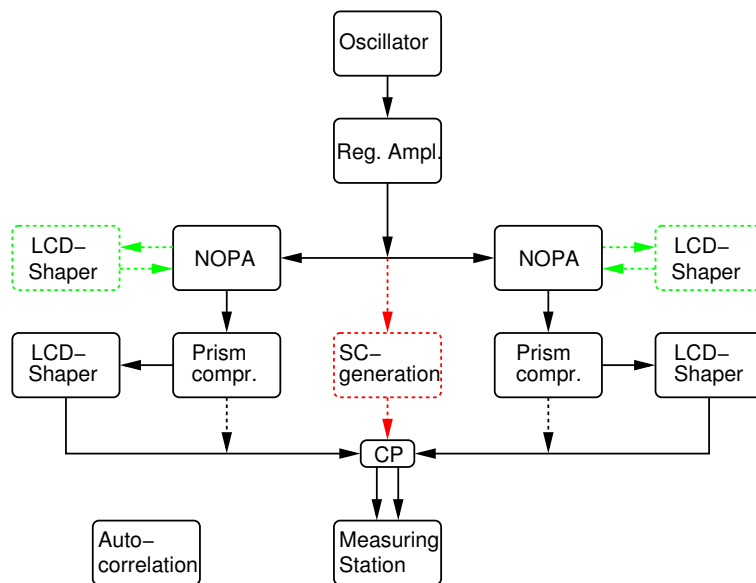 Oscillator
Reg. Ampl.
LCD–
Shaper
NOPA
NOPA
LCD–
Shaper
LCD–
Shaper
Prism
compr.
SC–
generation
Prism
compr.
LCD–
Shaper
CP
Auto–
correlation
Measuring
Station